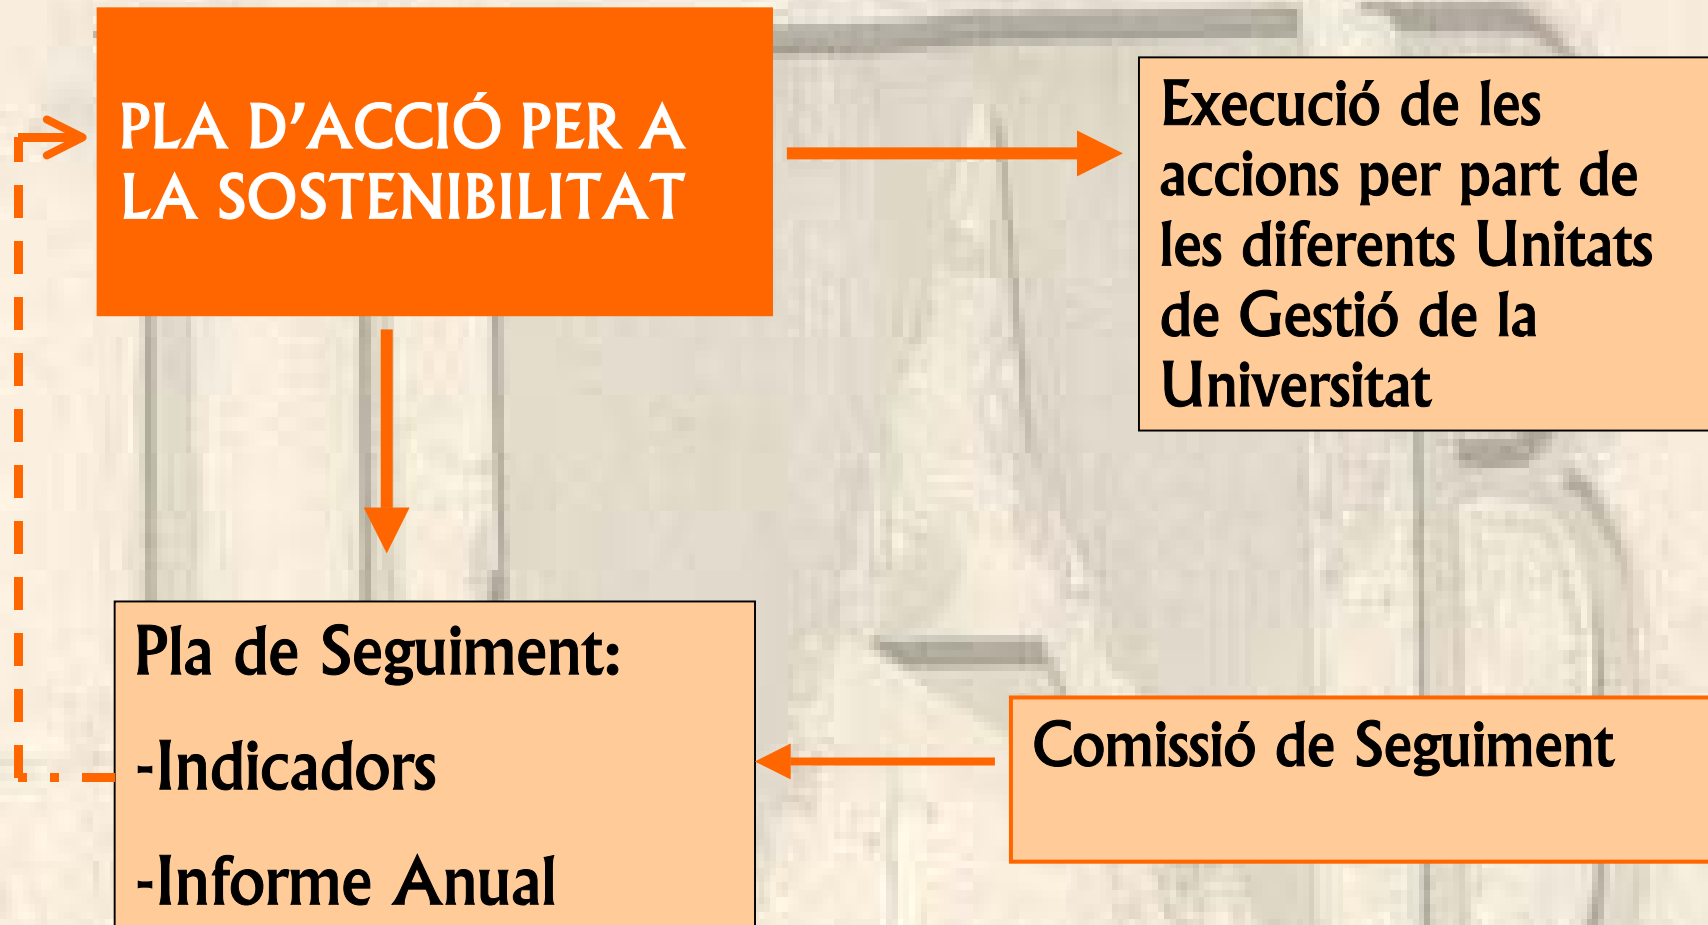 PLA D’ACCIÓ PER A
LA SOSTENIBILITAT
Execució de les
accions per part de
les diferents Unitats
de Gestió de la
Universitat
Pla de Seguiment:
-Indicadors
-Informe Anual
Comissió de Seguiment